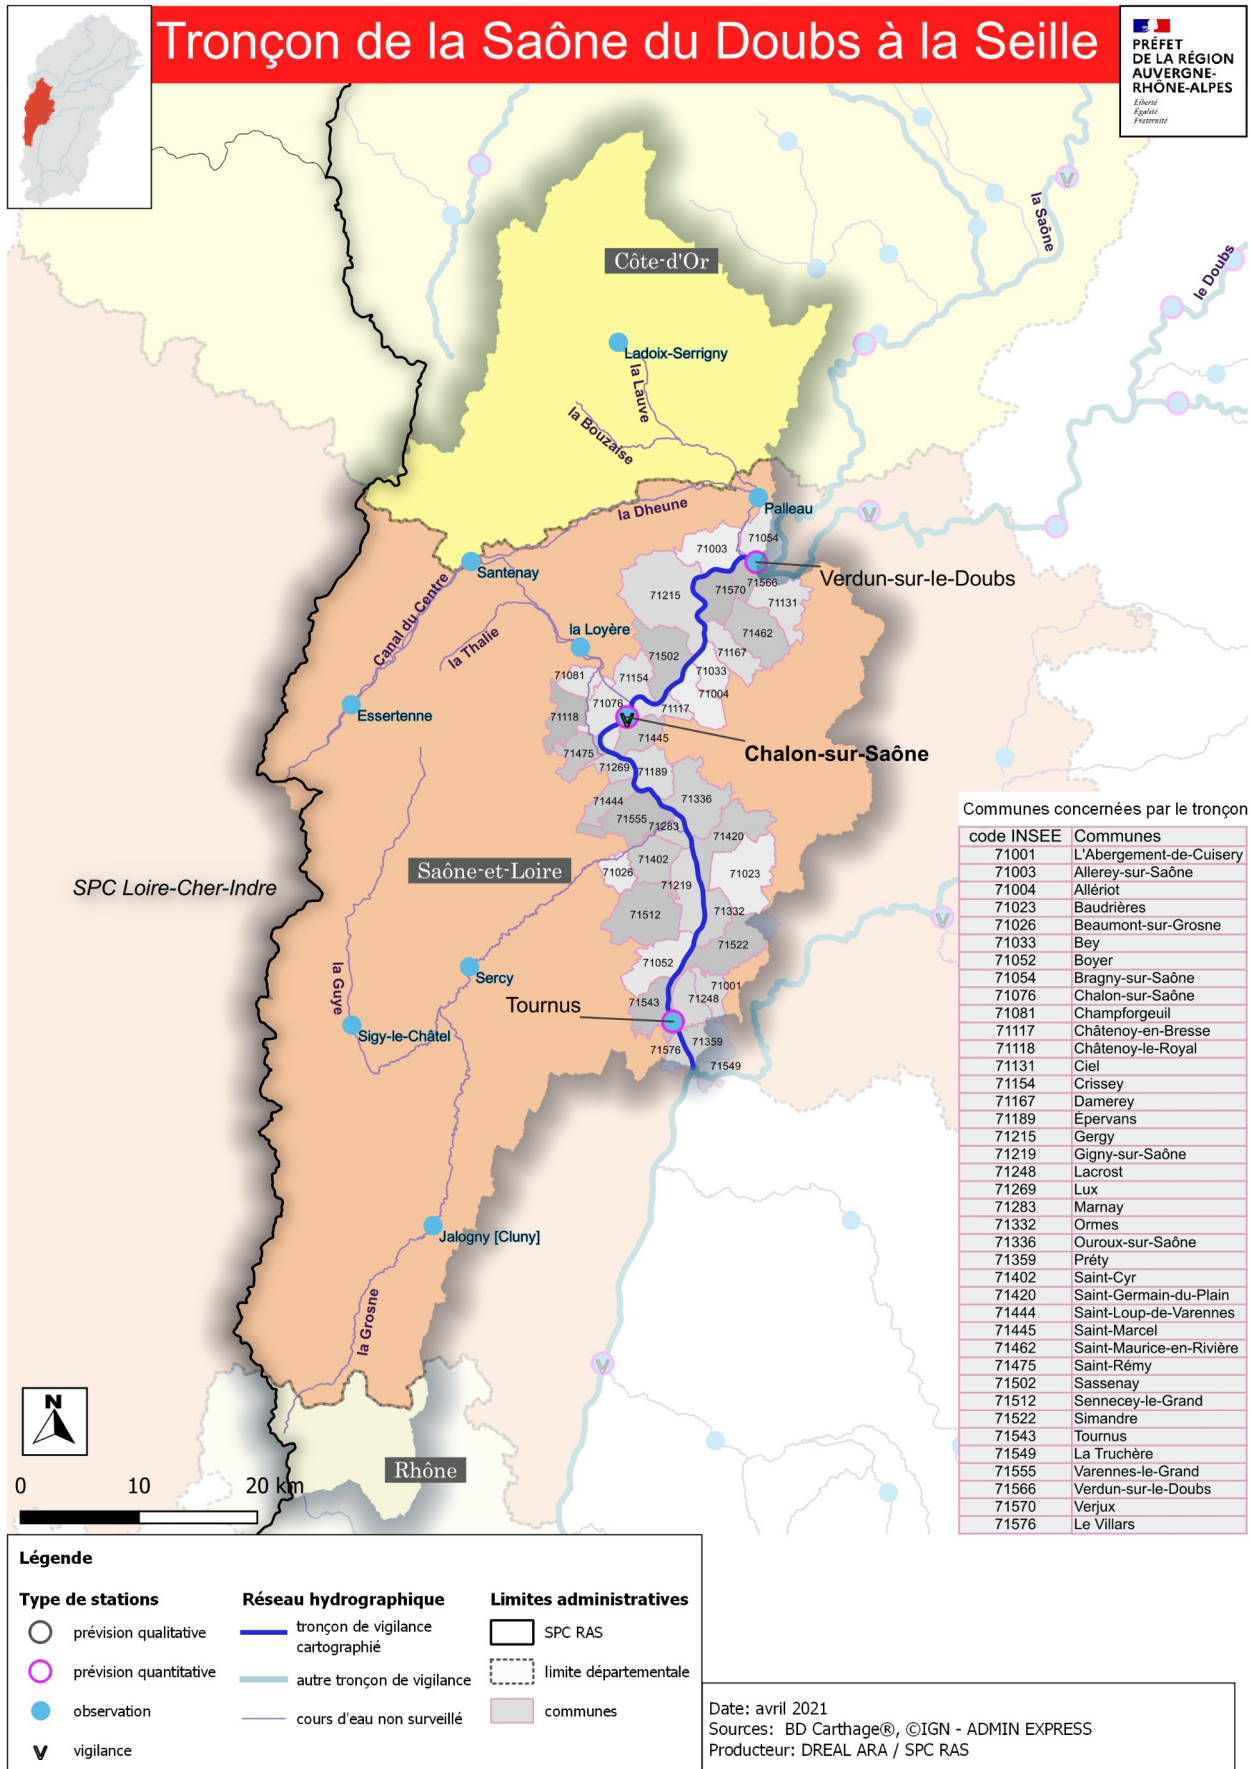 Tronçon de la Saône du Doubs à la Seille
PRÉFET
DE LA RÉGION
AUVERGNE-
RHÔNE-ALPES
Liberté
Égalité
Fraternité
la Saône
le Doubs
Côte-d'Or
Ladoix-Serrigny
la Lauve
la Bouzaise
la Dheune
Palleau
71054
71003
Santenay
Verdun-sur-le-Doubs
71566
71570
71215
71131
Canal du Centre
la Thalie
la Loyère
71462
71502
71167
71033
71081
71154
71004
71076
71117
Essertenne
71118
71445
Chalon-sur-Saône
71475
71269
71189
71444
71336
71555
71283
71420
Saône-et-Loire
71402
71026
71023
71219
SPC Loire-Cher-Indre
71512
71332
71522
71052
la Guye
Sercy
71001
71543
71248
Tournus
Sigy-le-Châtel
71576
71359
71549
Jalogny [Cluny]
la Grosne
Rhône
N
0 10 20 km
Communes concernées par le tronçon
code INSEE Communes
71001 L'Abergement-de-Cuisery
71003 Allerey-sur-Saône
71004 Allériot
71023 Baudrières
71026 Beaumont-sur-Grosne
71033 Bey
71052 Boyer
71054 Bragny-sur-Saône
71076 Chalon-sur-Saône
71081 Champforgeuil
71117 Châtenoy-en-Bresse
71118 Châtenoy-le-Royal
71131 Ciel
71154 Crissey
71167 Damerey
71189 Épervans
71215 Gergy
71219 Gigny-sur-Saône
71248 Lacrost
71269 Lux
71283 Marnay
71332 Ormes
71336 Ouroux-sur-Saône
71359 Préty
71402 Saint-Cyr
71420 Saint-Germain-du-Plain
71444 Saint-Loup-de-Varennes
71445 Saint-Marcel
71462 Saint-Maurice-en-Rivière
71475 Saint-Rémy
71502 Sassenay
71512 Sennecey-le-Grand
71522 Simandre
71543 Tournus
71549 La Truchère
71555 Varennes-le-Grand
71566 Verdun-sur-le-Doubs
71570 Verjux
71576 Le Villars
Légende
Type de stations
prévision qualitative
prévision quantitative
observation
V vigilance
Réseau hydrographique
tronçon de vigilance
cartographié
autre tronçon de vigilance
cours d'eau non surveillé
Limites administratives
SPC RAS
limite départementale
communes
Date: avril 2021
Sources: BD Carthage®, ©IGN - ADMIN EXPRESS
Producteur: DREAL ARA / SPC RAS